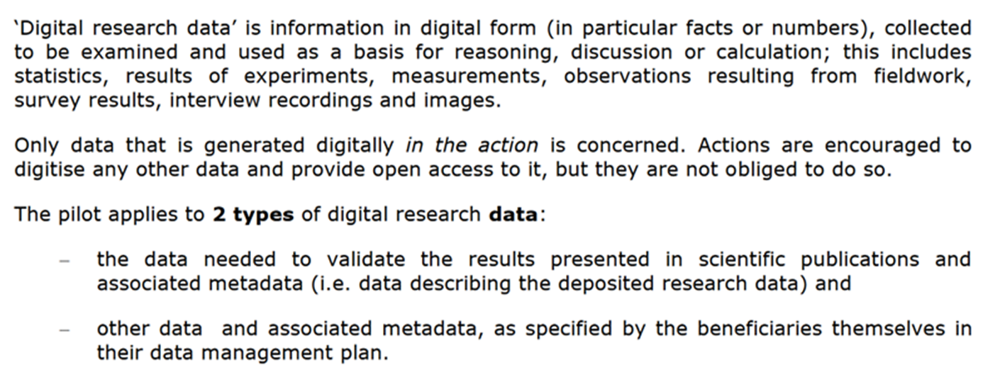 ‘Digital research data’ is information in digital form (in particular facts or numbers), collected
to be examined and used as a basis for reasoning, discussion or calculation; this includes
statistics, results of experiments, measurements, observations resulting from fieldwork,
survey results, interview recordings and images.
Only data that is generated digitally in the action is concerned. Actions are encouraged to
digitise any other data and provide open access to it, but they are not obliged to do so.
The pilot applies to 2 types of digital research data:
– the data needed to validate the results presented in scientific publications and
associated metadata (i.e. data describing the deposited research data) and
– other data and associated metadata, as specified by the beneficiaries themselves in
their data management plan.